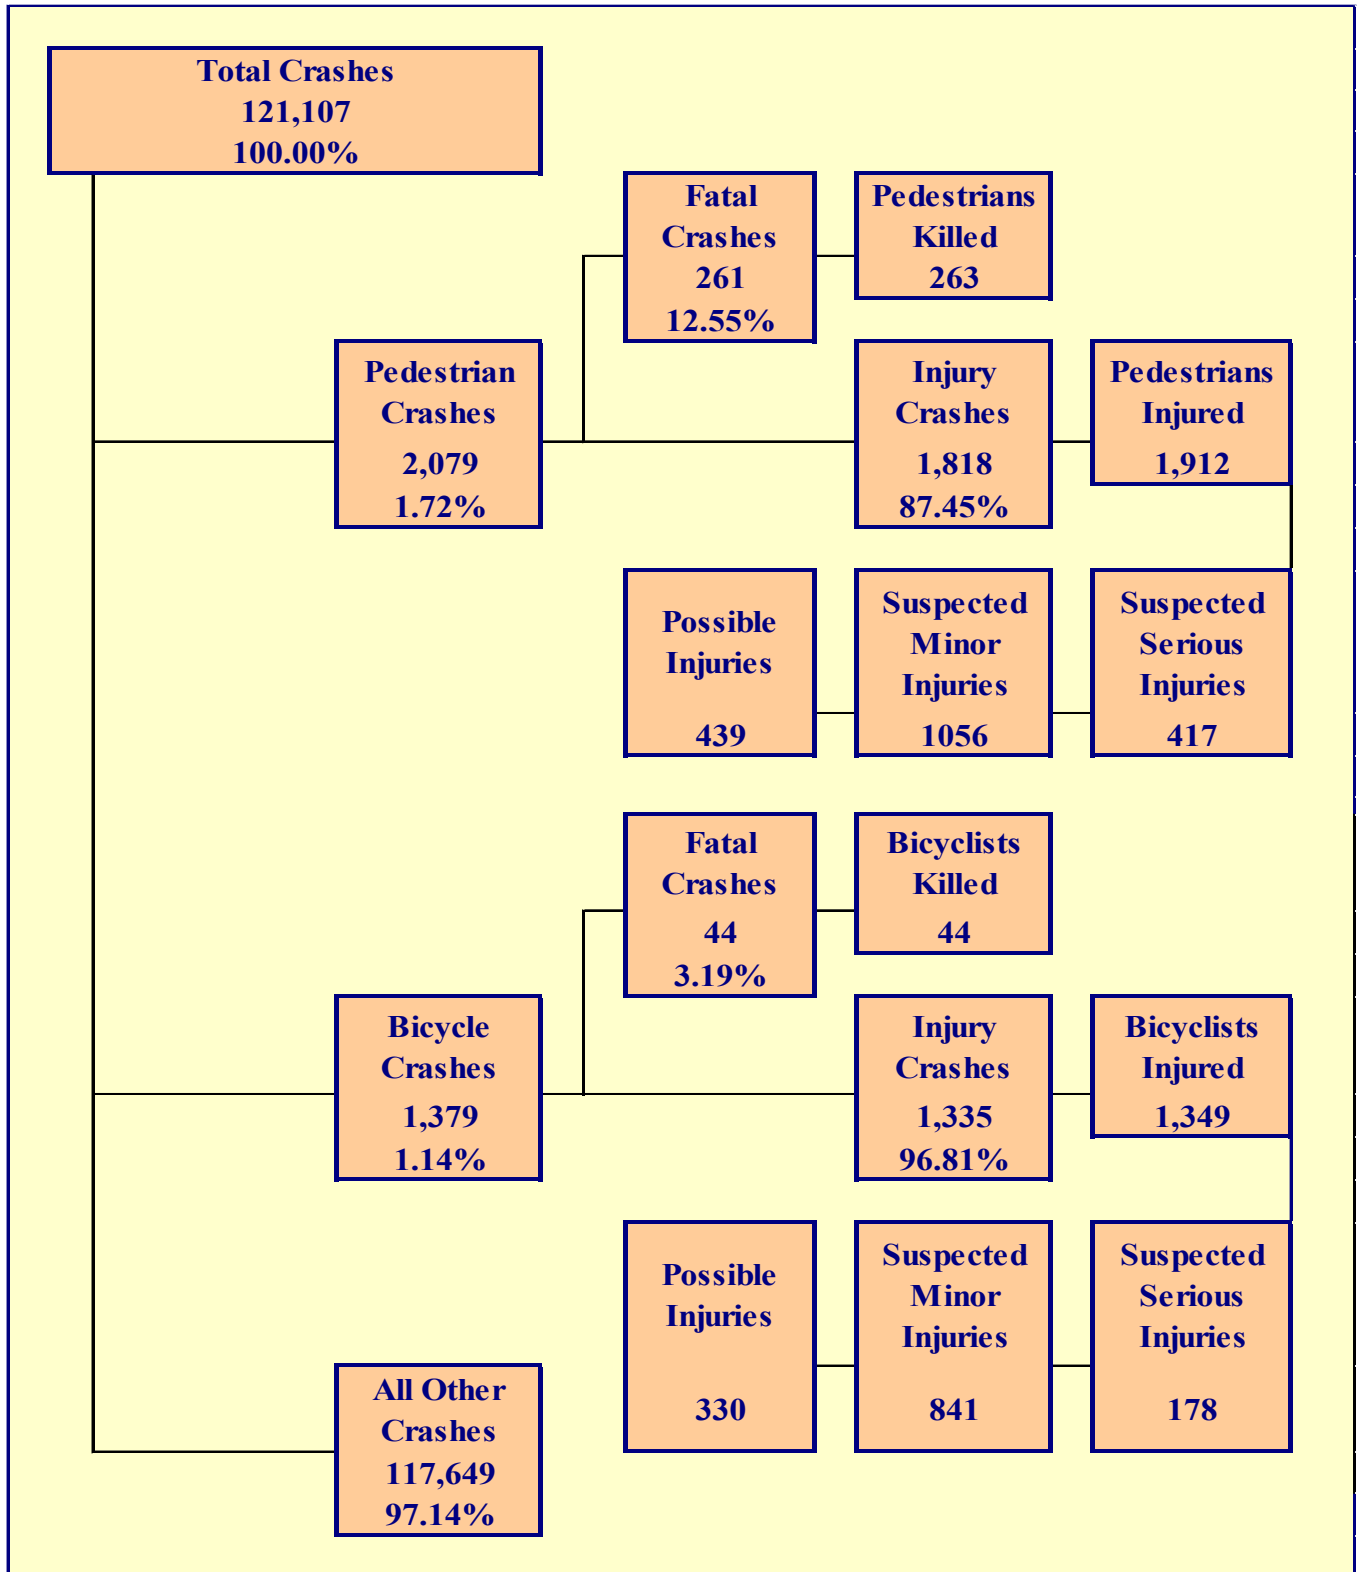 Total Crashes
121,107
100.00%
Fatal
Crashes
261
12.55%
Pedestrians
Killed
263
Pedestrian
Crashes
2,079
1.72%
Injury
Crashes
1,818
87.45%
Pedestrians
Injured
1,912
Possible
Injuries
439
Suspected
Minor
Injuries
1056
Suspected
Serious
Injuries
417
Fatal
Crashes
44
3.19%
Bicyclists
Killed
44
Bicycle
Crashes
1,379
1.14%
Injury
Crashes
1,335
96.81%
Bicyclists
Injured
1,349
Possible
Injuries
330
Suspected
Minor
Injuries
841
Suspected
Serious
Injuries
178
All Other
Crashes
117,649
97.14%